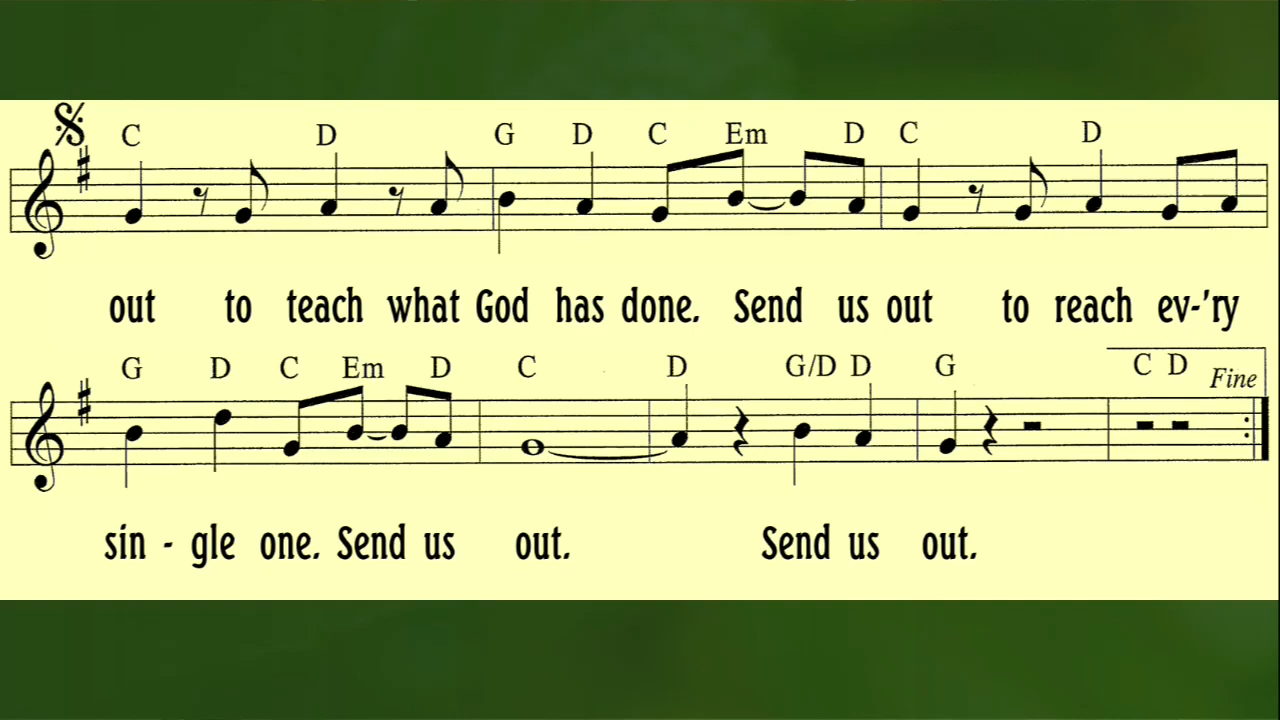 C D G D C Em D C D
out to teach what God has done. Send us out to reach ev-'ry
G D C Em D C D G/D D G C D Fine
sin - gle one. Send us out. Send us out.